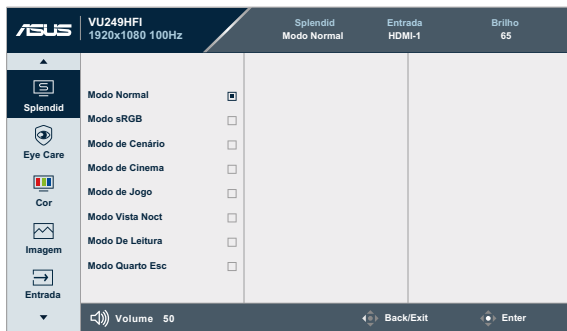 ASUS
VU249HFI
1920x1080 100Hz
Splendid
Modo Normal
Entrada
HDMI-1
Brilho
65
Splendid
Eye Care
Cor
Imagem
Entrada
Modo Normal
Modo sRGB
Modo de Cenário
Modo de Cinema
Modo de Jogo
Modo Vista Noct
Modo De Leitura
Modo Quarto Esc
Volume 50
Back/Exit
Enter